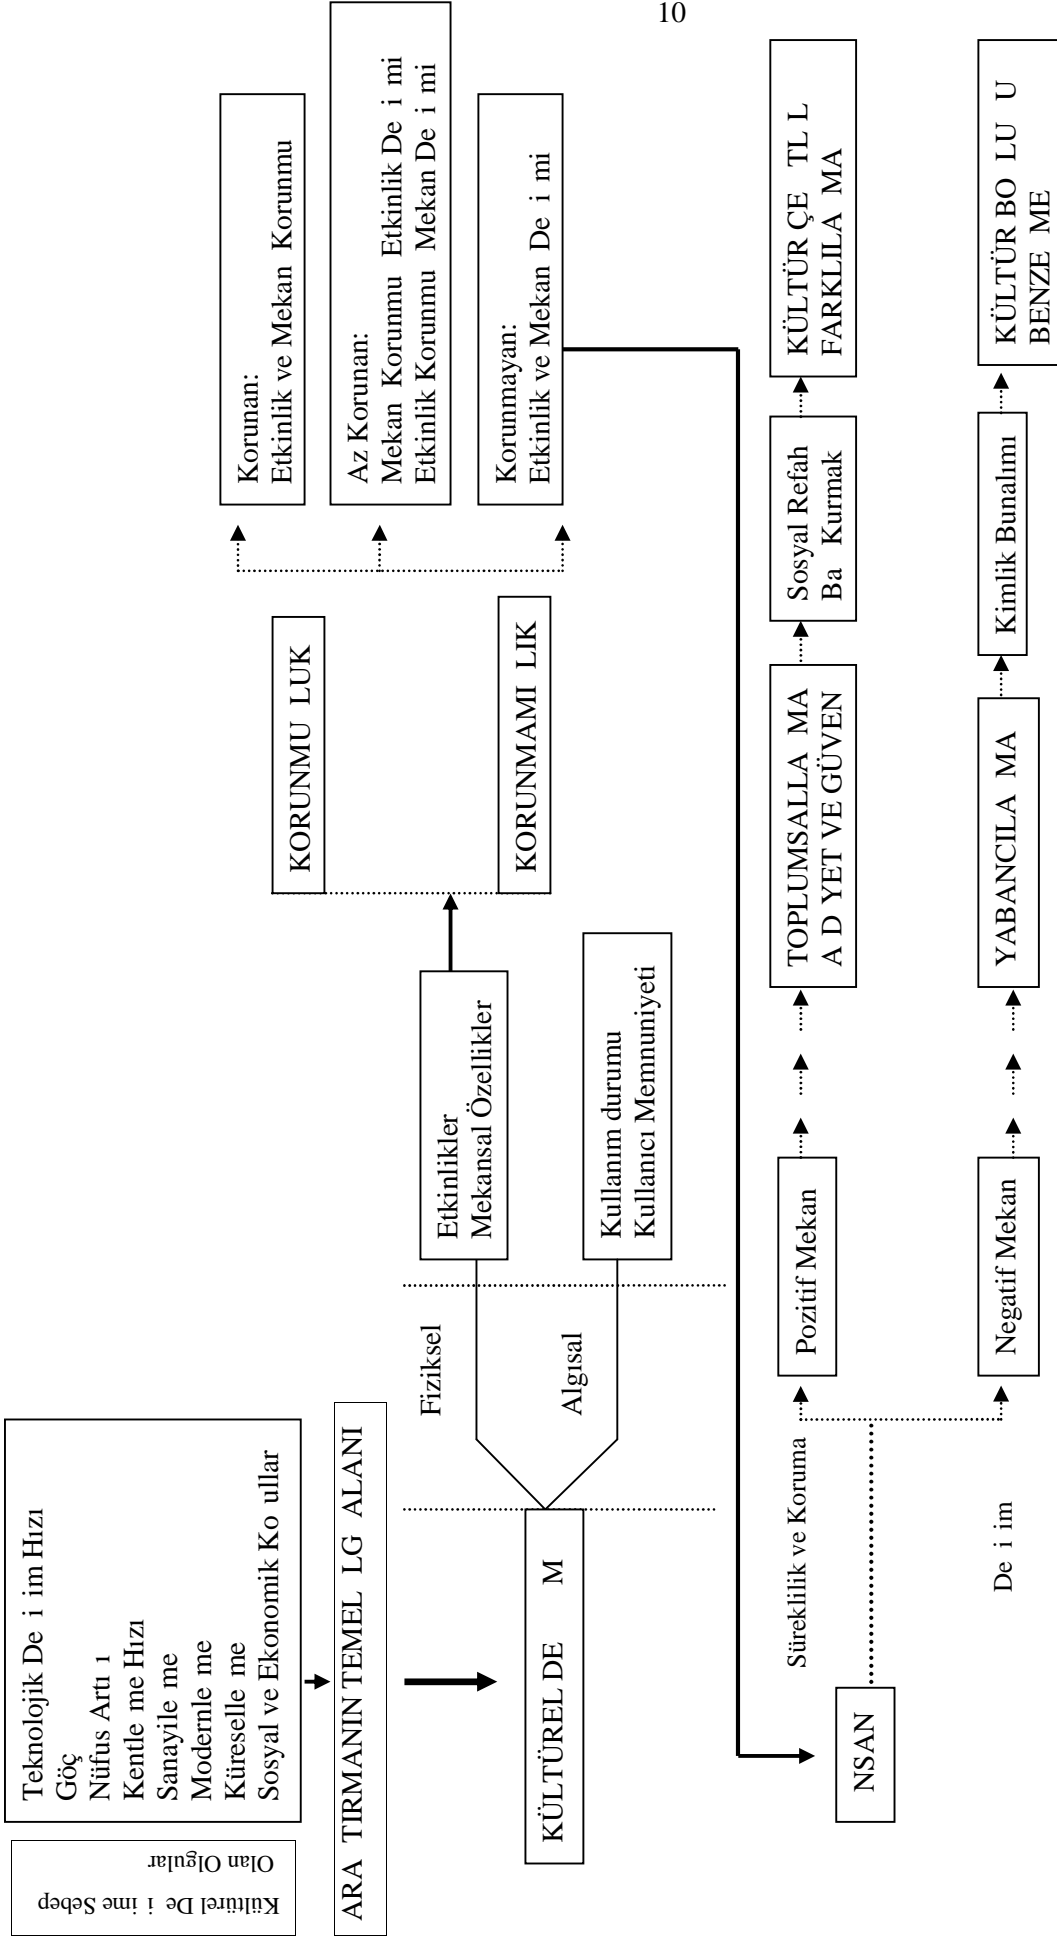 10
Kültürel De i ime Sebep
Olan Olgular
Teknolojik De i im Hızı
Göç
Nüfus Artı ı
Kentle me Hızı
Sanayile me
Modernle me
Küreselle me
Sosyal ve Ekonomik Ko ullar
ARA TIRMANIN TEMEL LG ALANI
KÜLTÜREL DE M
Fiziksel
Algısal
Etkinlikler
Mekansal Özellikler
Kullanım durumu
Kullanıcı Memnuniyeti
KORUNMU LUK
KORUNMAMI LIK
Korunan:
Etkinlik ve Mekan Korunmu
Az Korunan:
Mekan Korunmu Etkinlik De i mi
Etkinlik Korunmu Mekan De i mi
Korunmayan:
Etkinlik ve Mekan De i mi
NSAN
Süreklilik ve Koruma
De i im
Pozitif Mekan
TOPLUMSALLA MA
A D YET VE GÜVEN
Sosyal Refah
Ba Kurmak
KÜLTÜR ÇE TL L
FARKLILA MA
Negatif Mekan
YABANCILA MA
Kimlik Bunalımı
KÜLTÜR BO LU U
BENZE ME